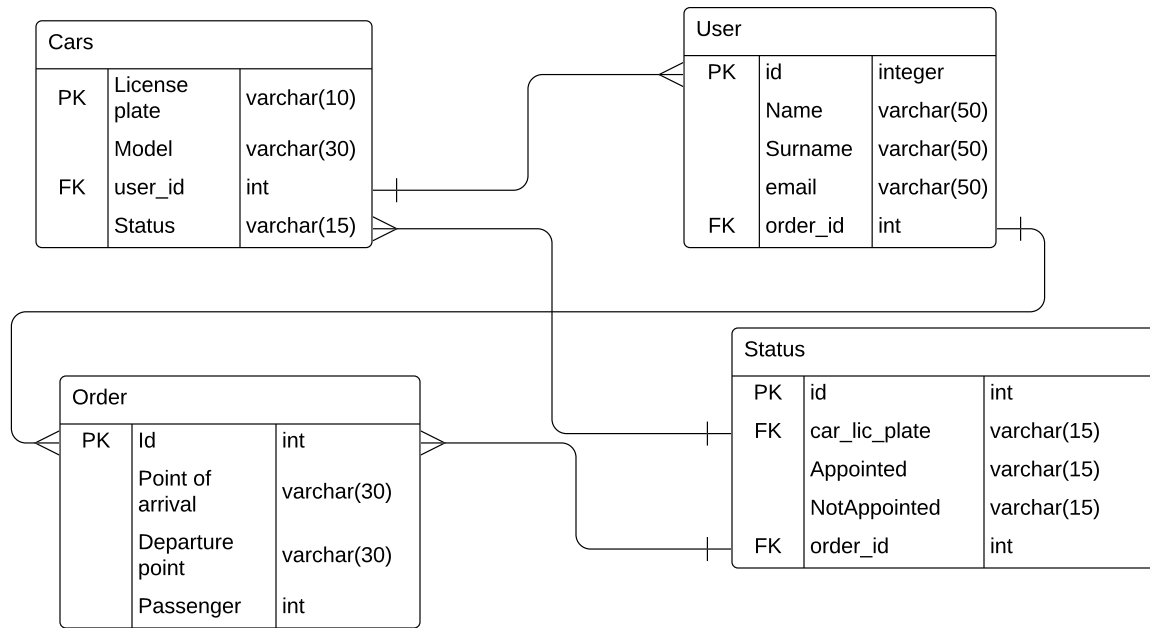 Cars
PK License plate varchar(10)
Model varchar(30)
FK user_id int
Status varchar(15)
User
PK id integer
Name varchar(50)
Surname varchar(50)
email varchar(50)
FK order_id int
Order
PK Id int
Point of arrival varchar(30)
Departure point varchar(30)
Passenger int
Status
PK id int
FK car_lic_plate varchar(15)
Appointed varchar(15)
NotAppointed varchar(15)
FK order_id int